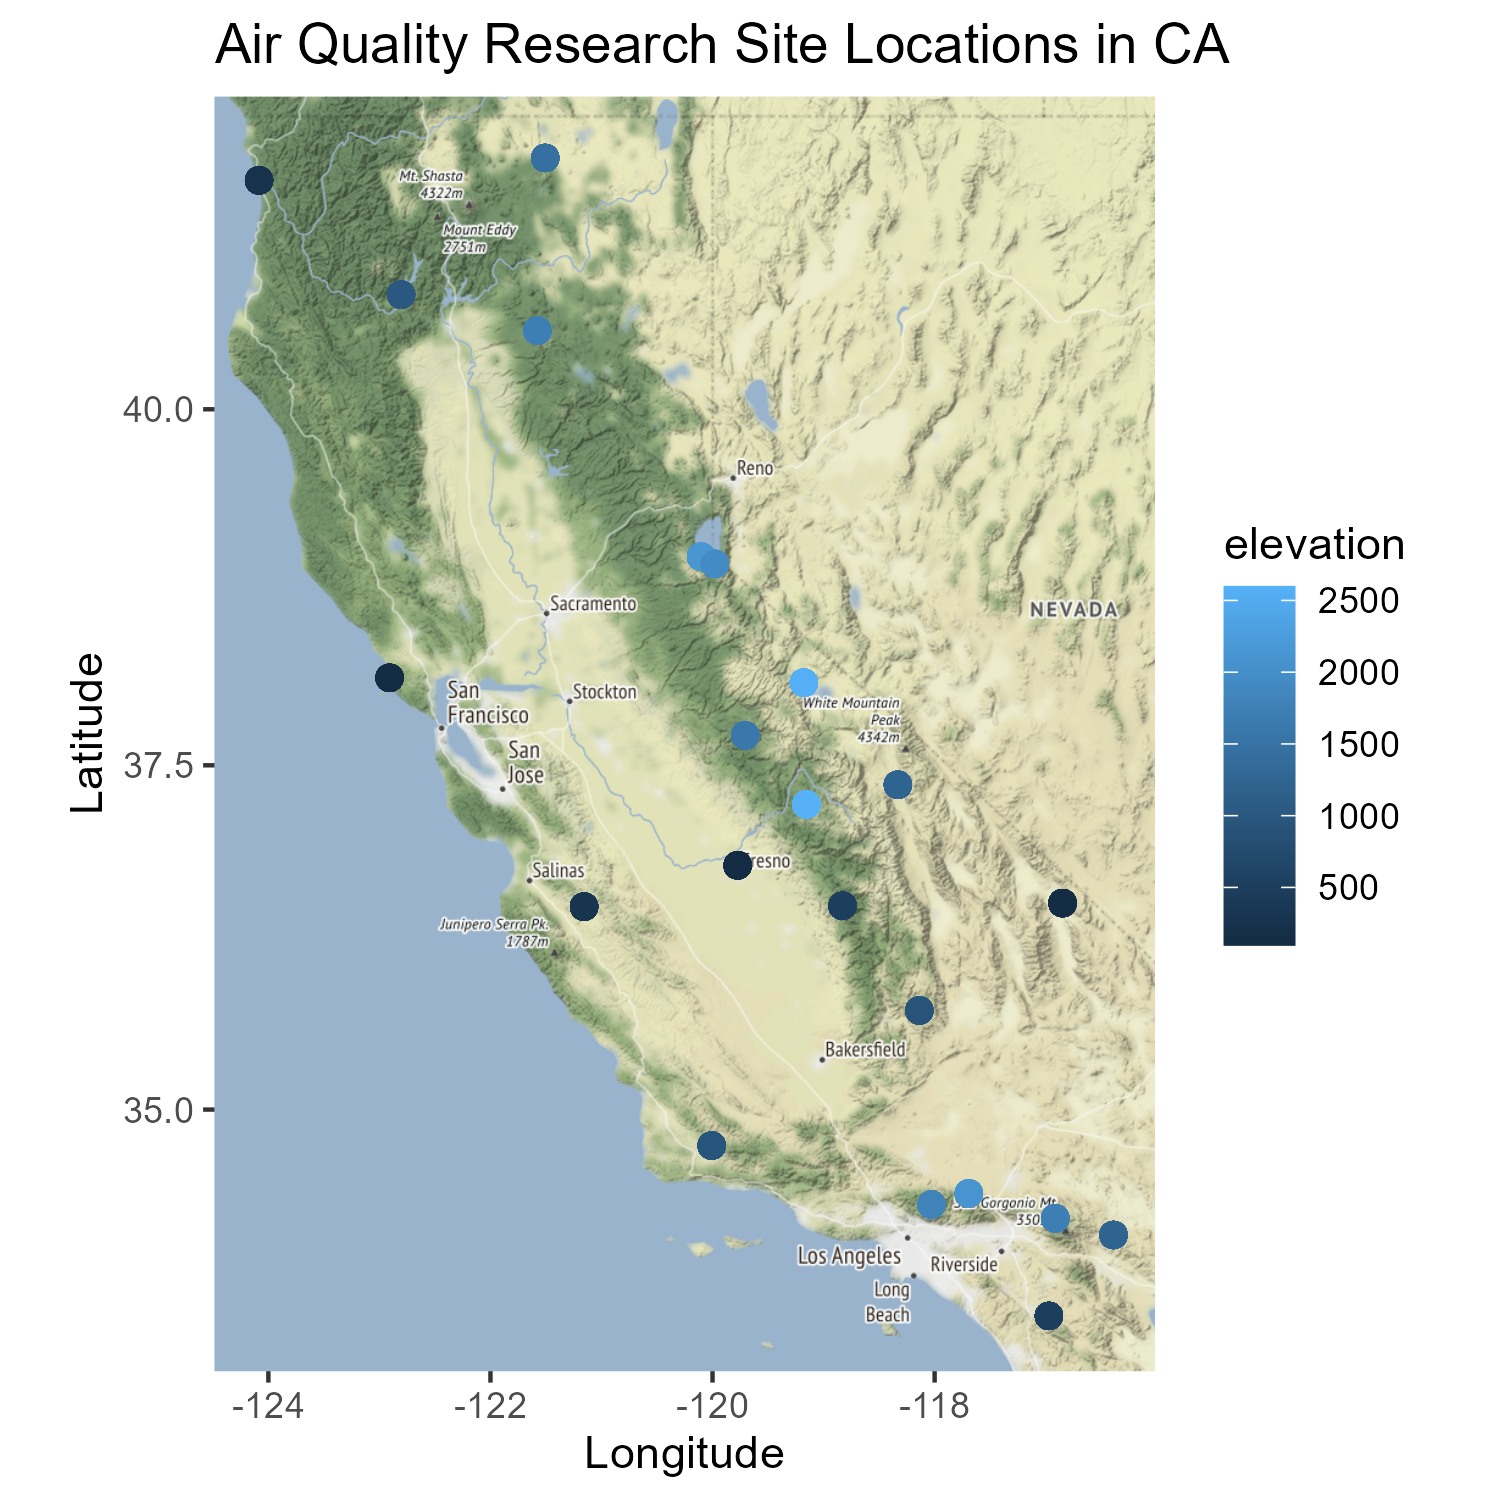 Air Quality Research Site Locations in CA
Mt. Shasta
4322m
Mount Eddy
2751m
40.0
Reno
Sacramento
NEVADA
elevation
2500
2000
1500
1000
500
San
Francisco
Stockton
White Mountain
Peak
4342m
San
Jose
37.5
Latitude
Salinas
Junipero Serra Pk.
1787m
Bakersfield
35.0
Gorgonio Mt.
Los Angeles
Riverside
Long
Beach
-124
-122
-120
-118
Longitude